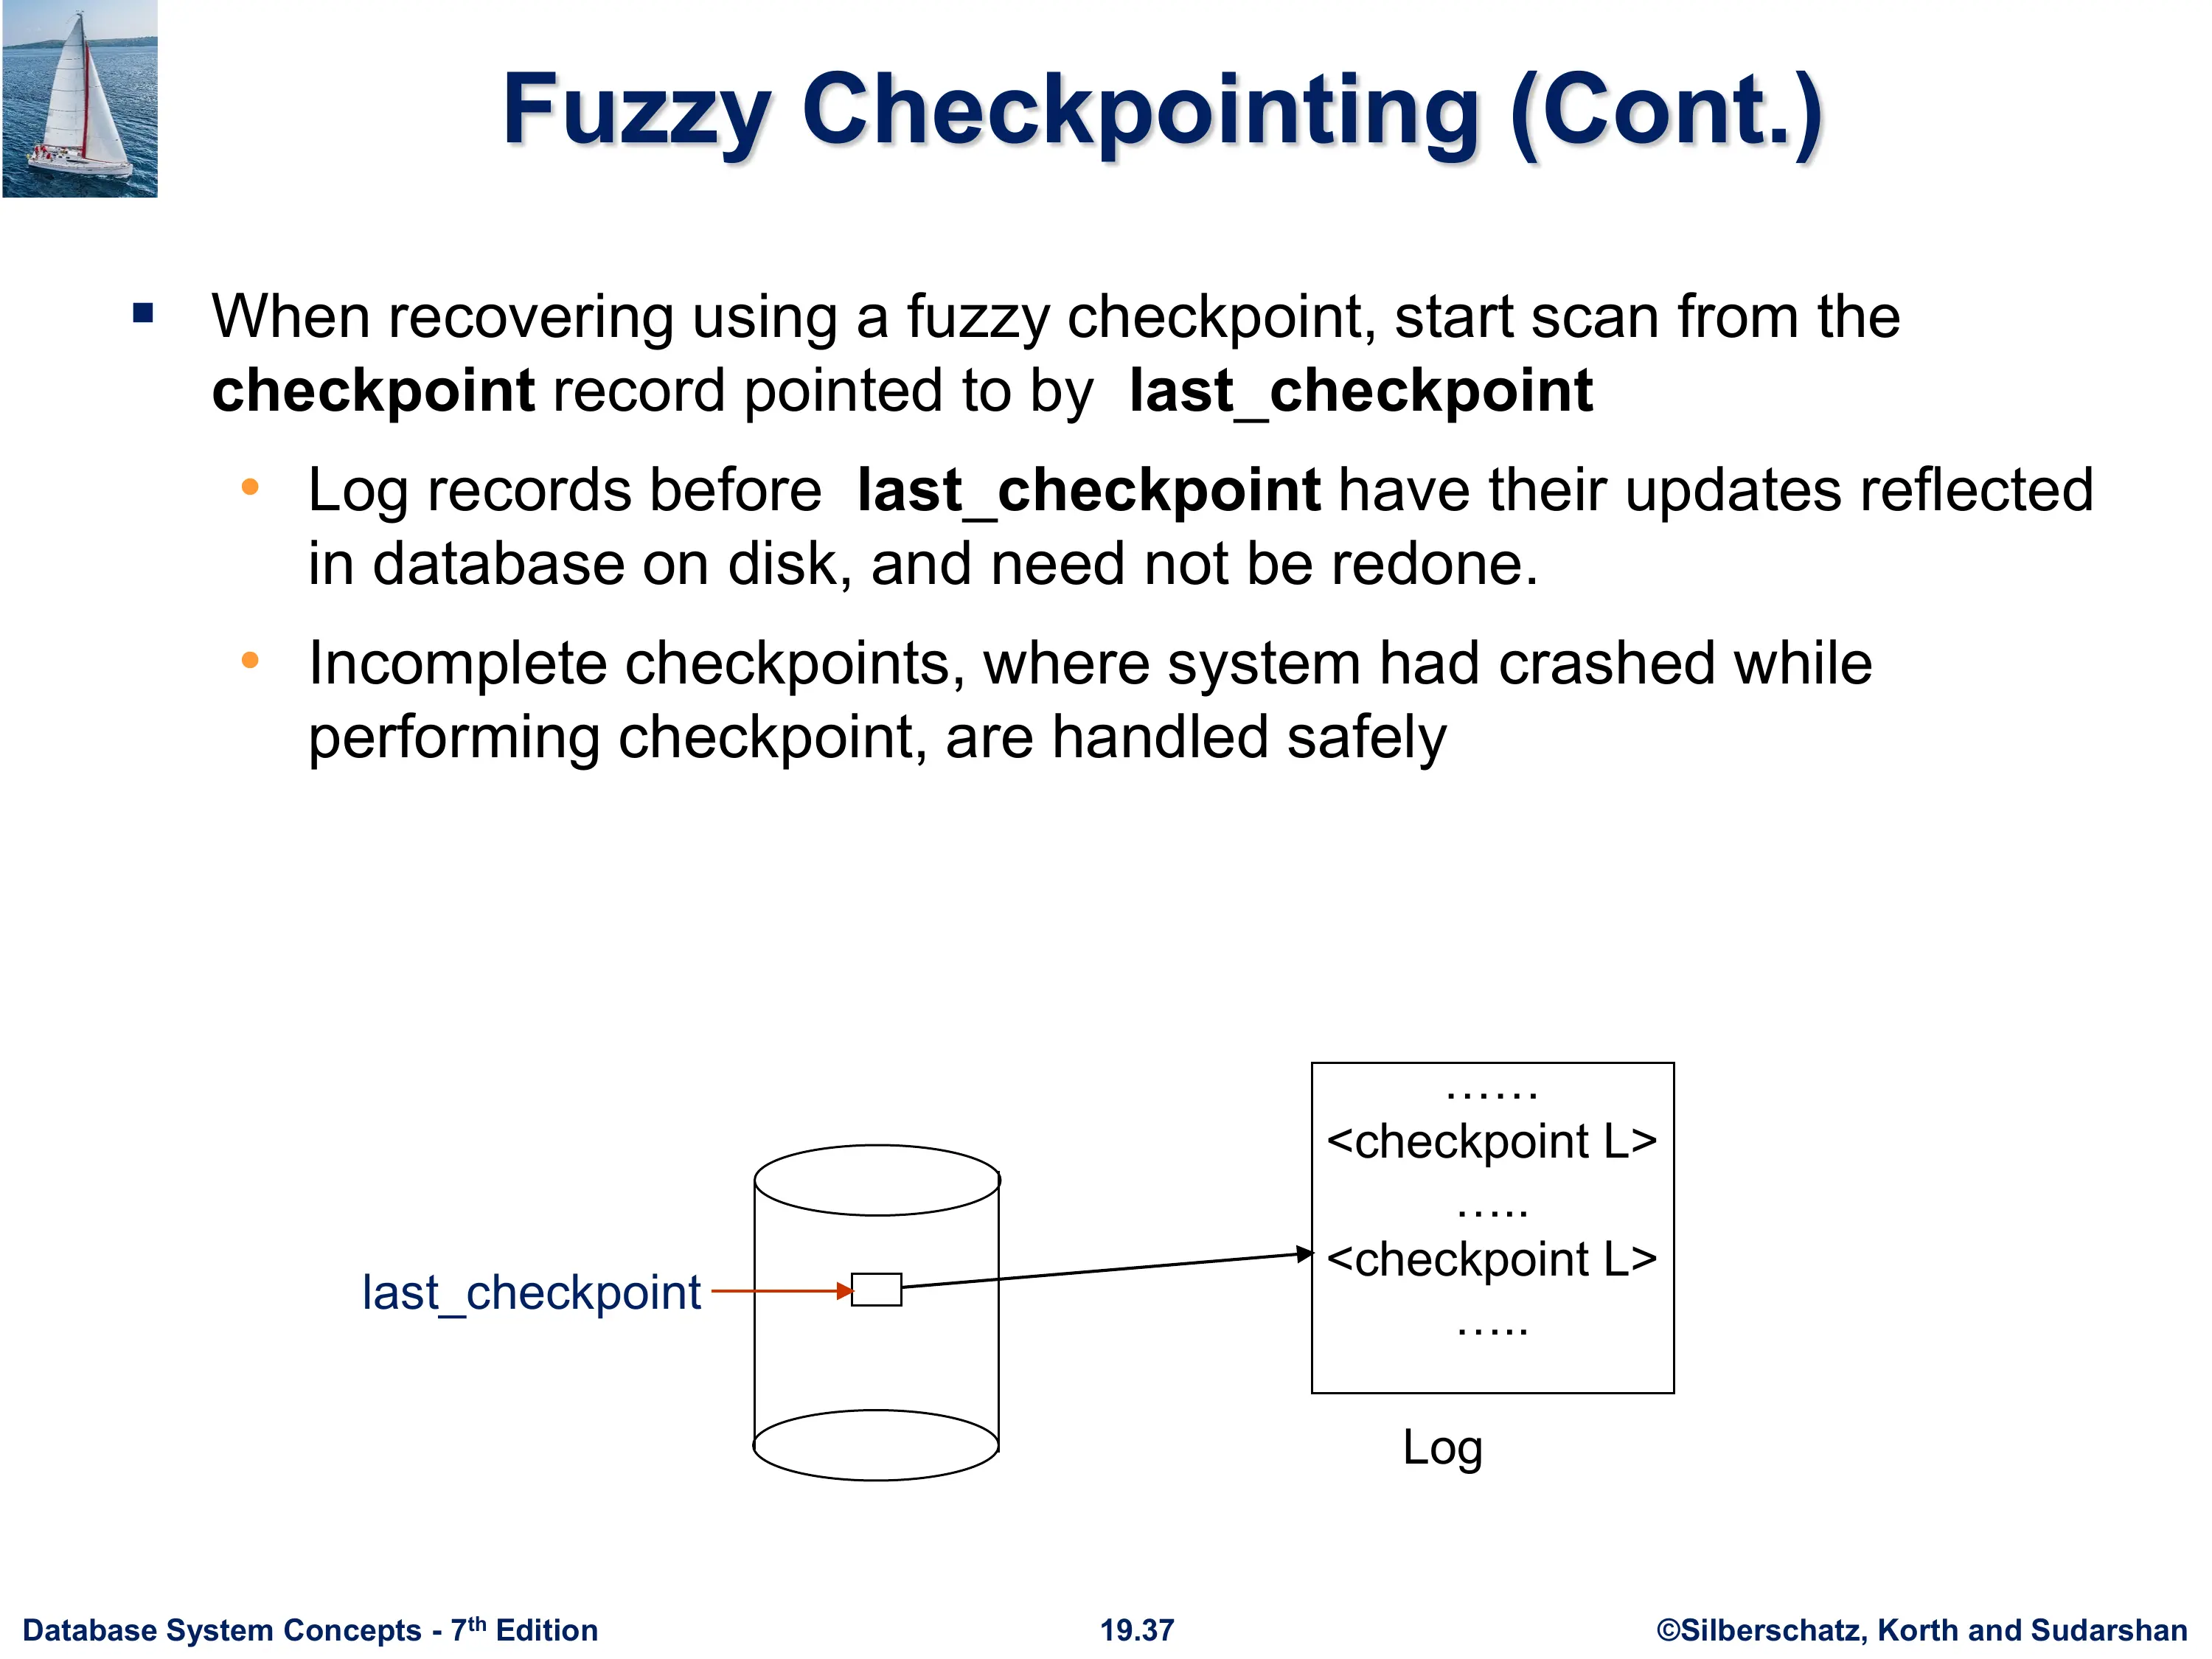 Fuzzy Checkpointing (Cont.)
When recovering using a fuzzy checkpoint, start scan from the
checkpoint record pointed to by last_checkpoint
Log records before last_checkpoint have their updates reflected
in database on disk, and need not be redone.
Incomplete checkpoints, where system had crashed while
performing checkpoint, are handled safely
……
<checkpoint L>
…..
<checkpoint L>
…..
last_checkpoint
Log
Database System Concepts - 7th Edition
19.37
©Silberschatz, Korth and Sudarshan